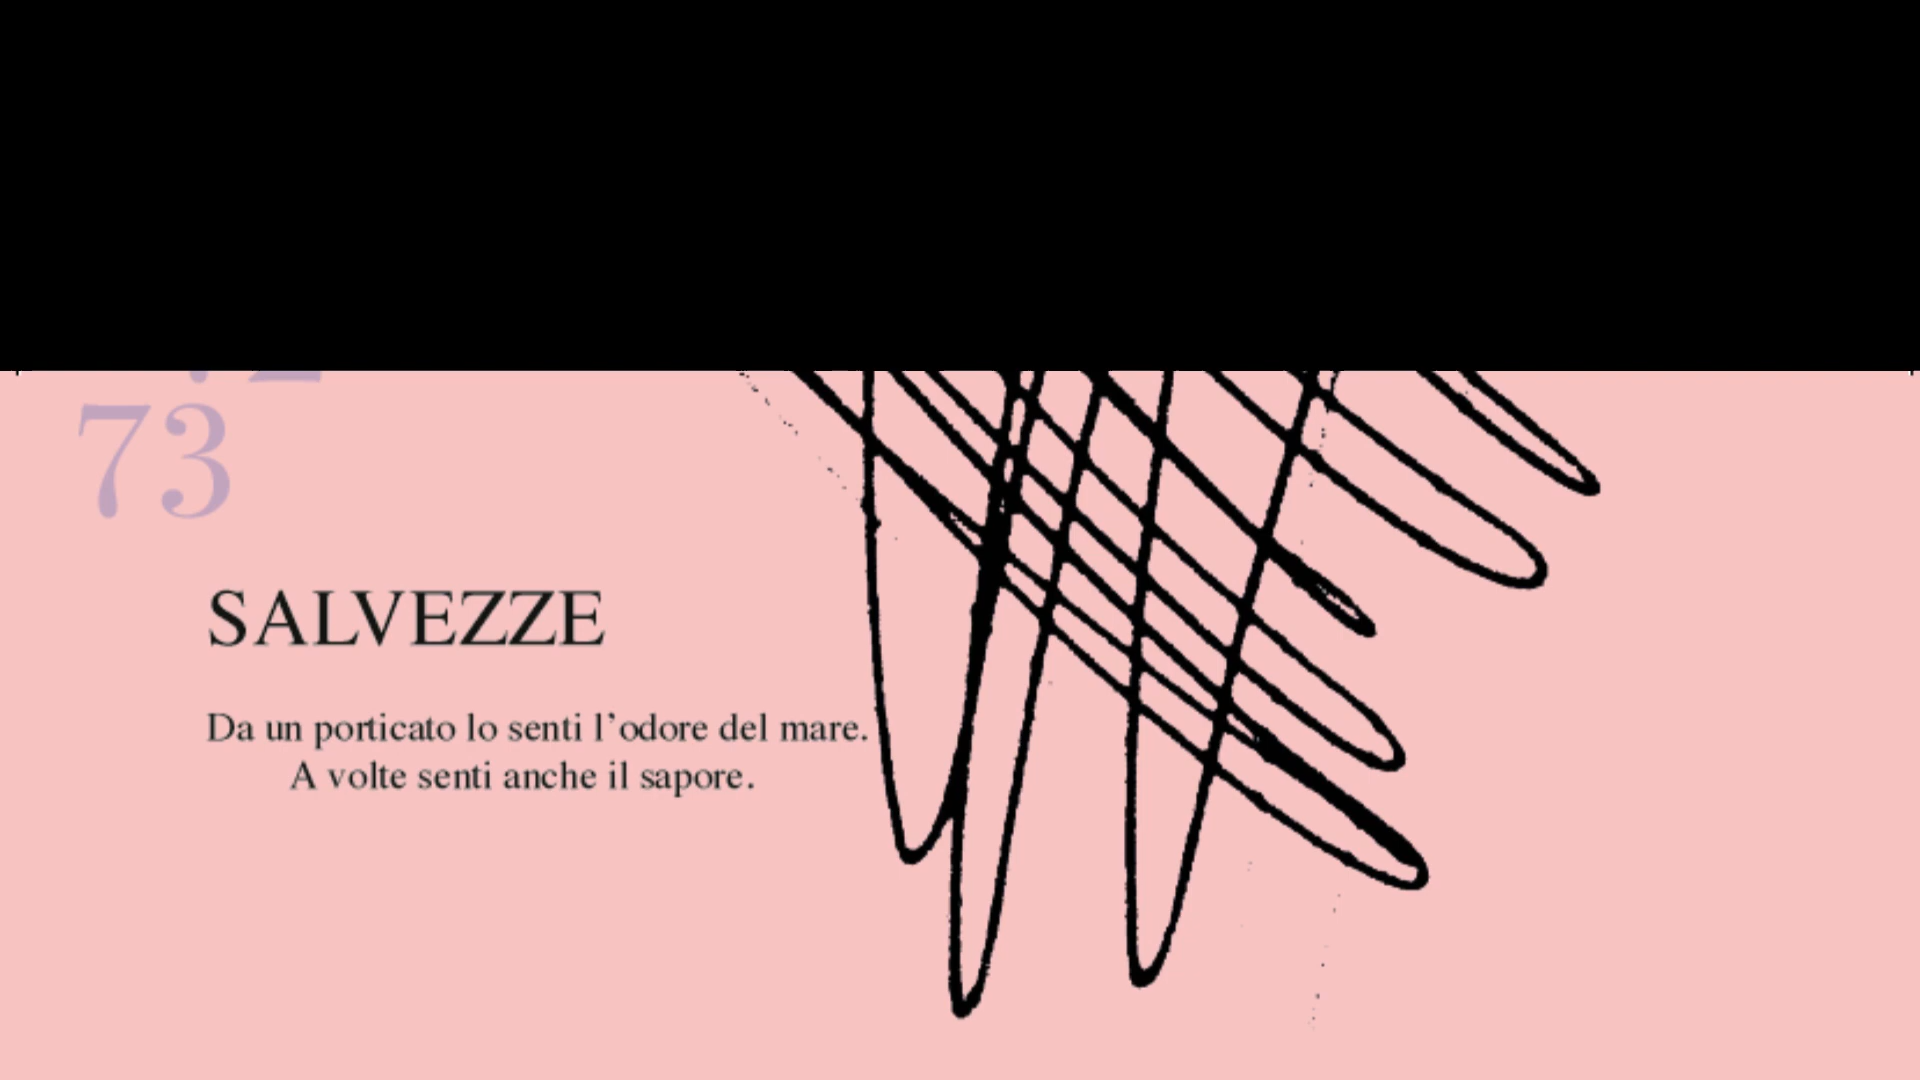 73
SALVEZZE
Da un porticato lo senti l’odore del mare.
A volte senti anche il sapore.